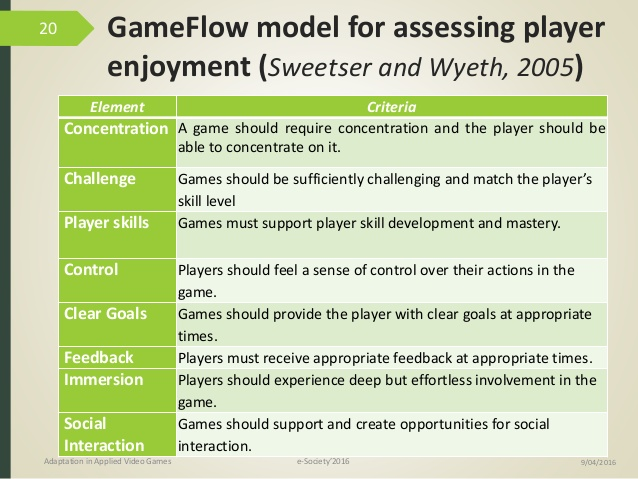 20
GameFlow model for assessing player
enjoyment (Sweetser and Wyeth, 2005)
Element Criteria
Concentration A game should require concentration and the player should be
able to concentrate on it.
Challenge Games should be sufficiently challenging and match the player's
skill level
Player skills Games must support player skill development and mastery.
Control Players should feel a sense of control over their actions in the
game.
Clear Goals Games should provide the player with clear goals at appropriate
times.
Feedback Players must receive appropriate feedback at appropriate times.
Immersion Players should experience deep but effortless involvement in the
game.
Social Games should support and create opportunities for social
Interaction interaction.
Adaptation in Applied Video Games e-Society'2016 9/04/2016